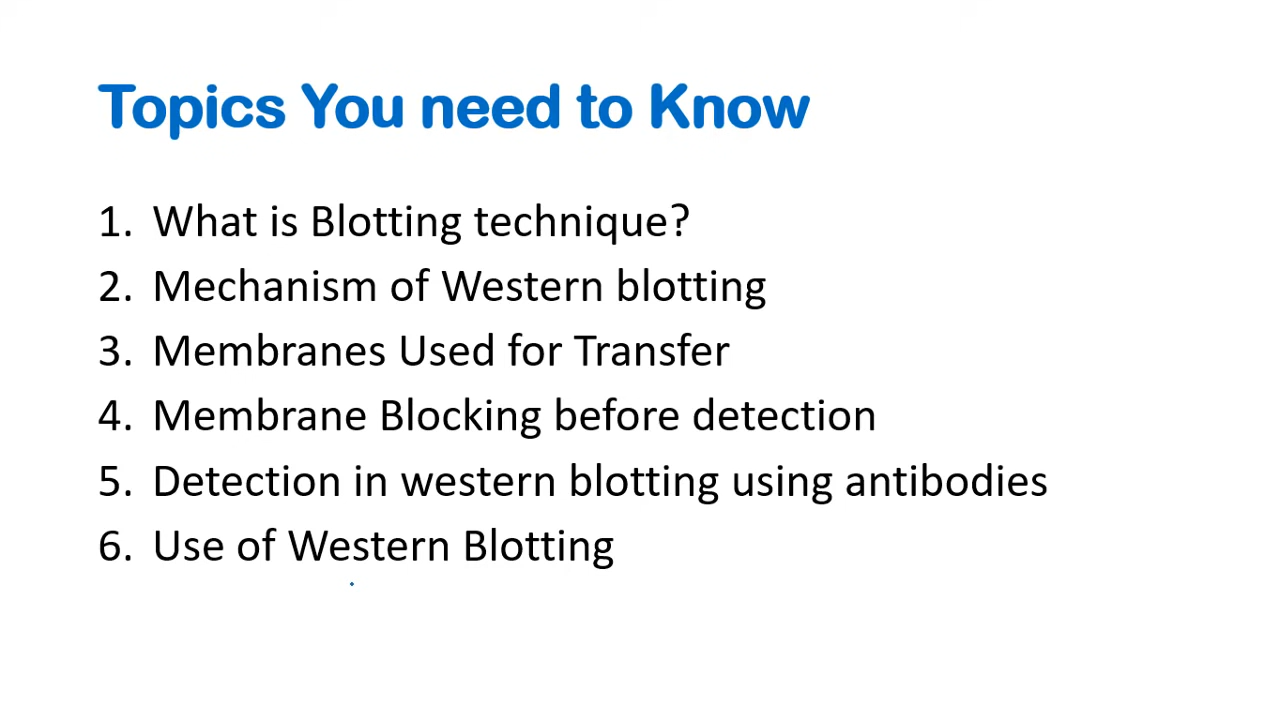 Topics You need to Know
1. What is Blotting technique?
2. Mechanism of Western blotting
3. Membranes Used for Transfer
4. Membrane Blocking before detection
5. Detection in western blotting using antibodies
6. Use of Western Blotting